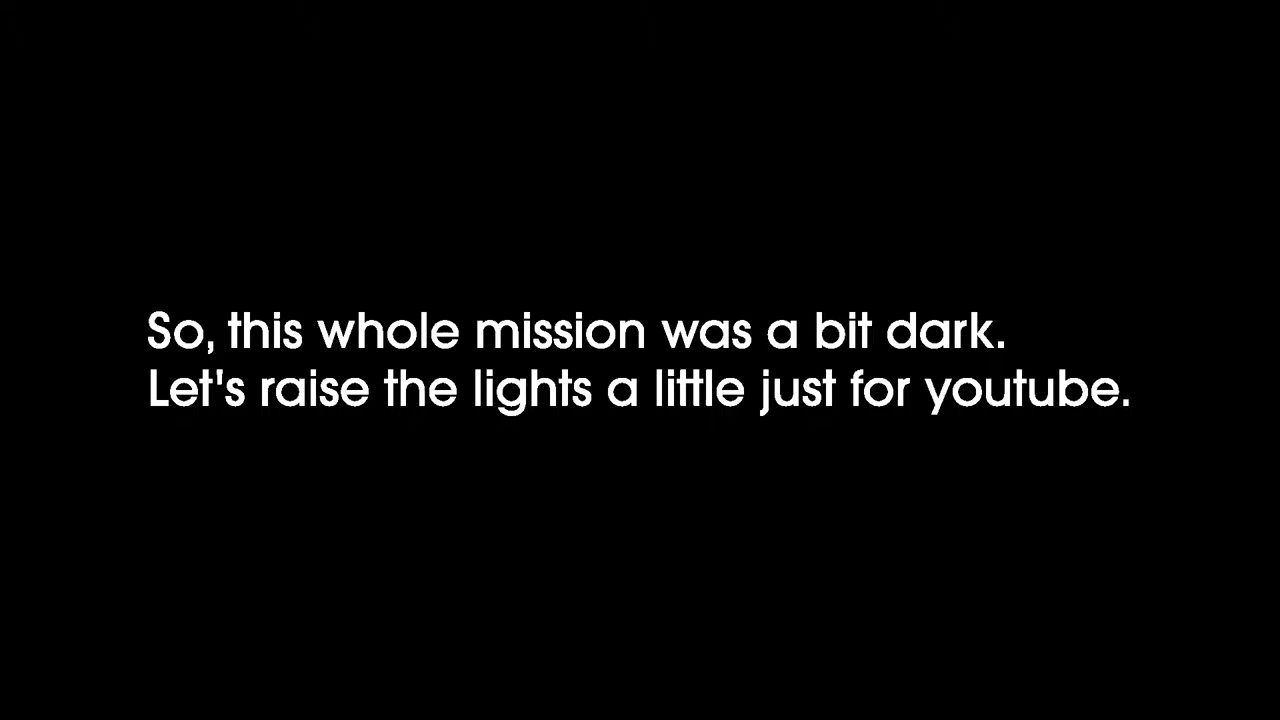 So, this whole mission was a bit dark.
Let's raise the lights a little just for youtube.